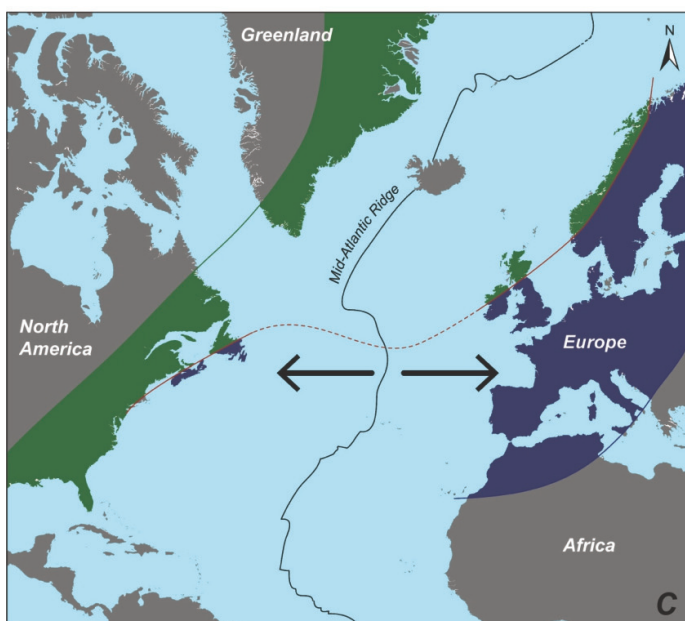 Greenland
N
Mid-Atlantic Ridge
North
America
Europe
Africa
C